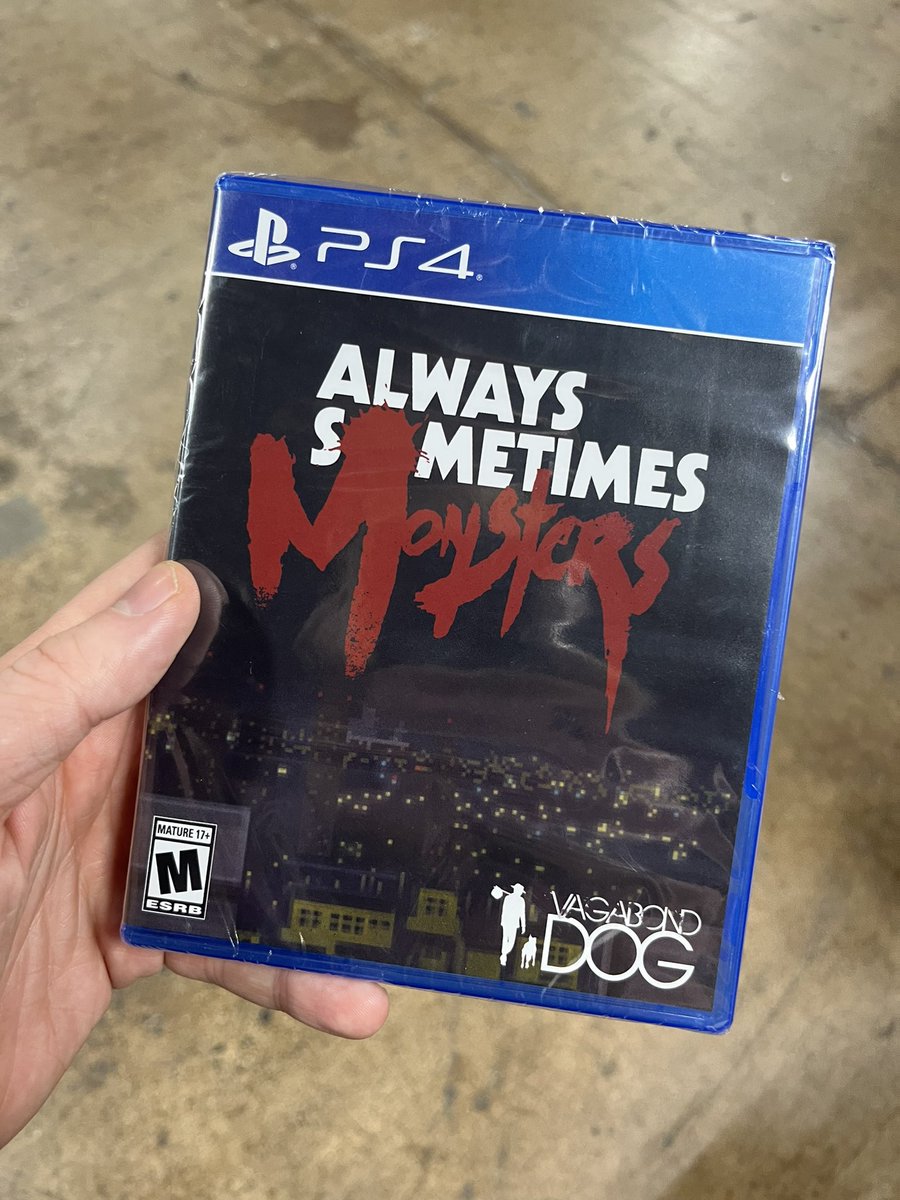 PS4
ALWAYS
SOMETIMES
Monsters
MATURE 17+
M
ESRB
VAGABOND
DOG